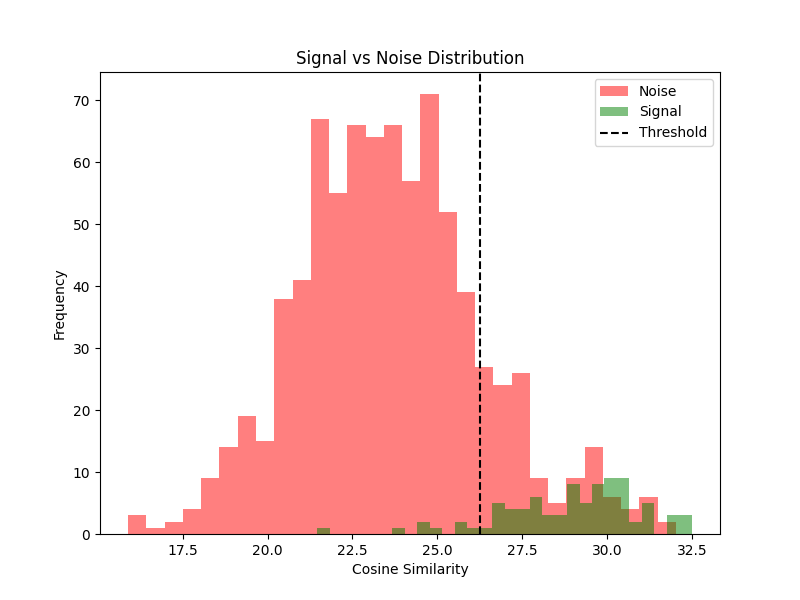 Signal vs Noise Distribution
Noise
Signal
Threshold
70
60
50
40
30
20
10
0
Frequency
17.5 20.0 22.5 25.0 27.5 30.0 32.5
Cosine Similarity